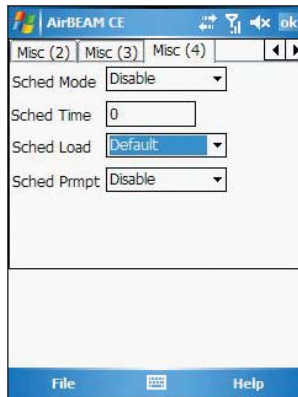 AirBEAM CE ok
Misc (2) Misc (3) Misc (4)
Sched Mode Disable
Sched Time 0
Sched Load Default
Sched Prmpt Disable
File Help